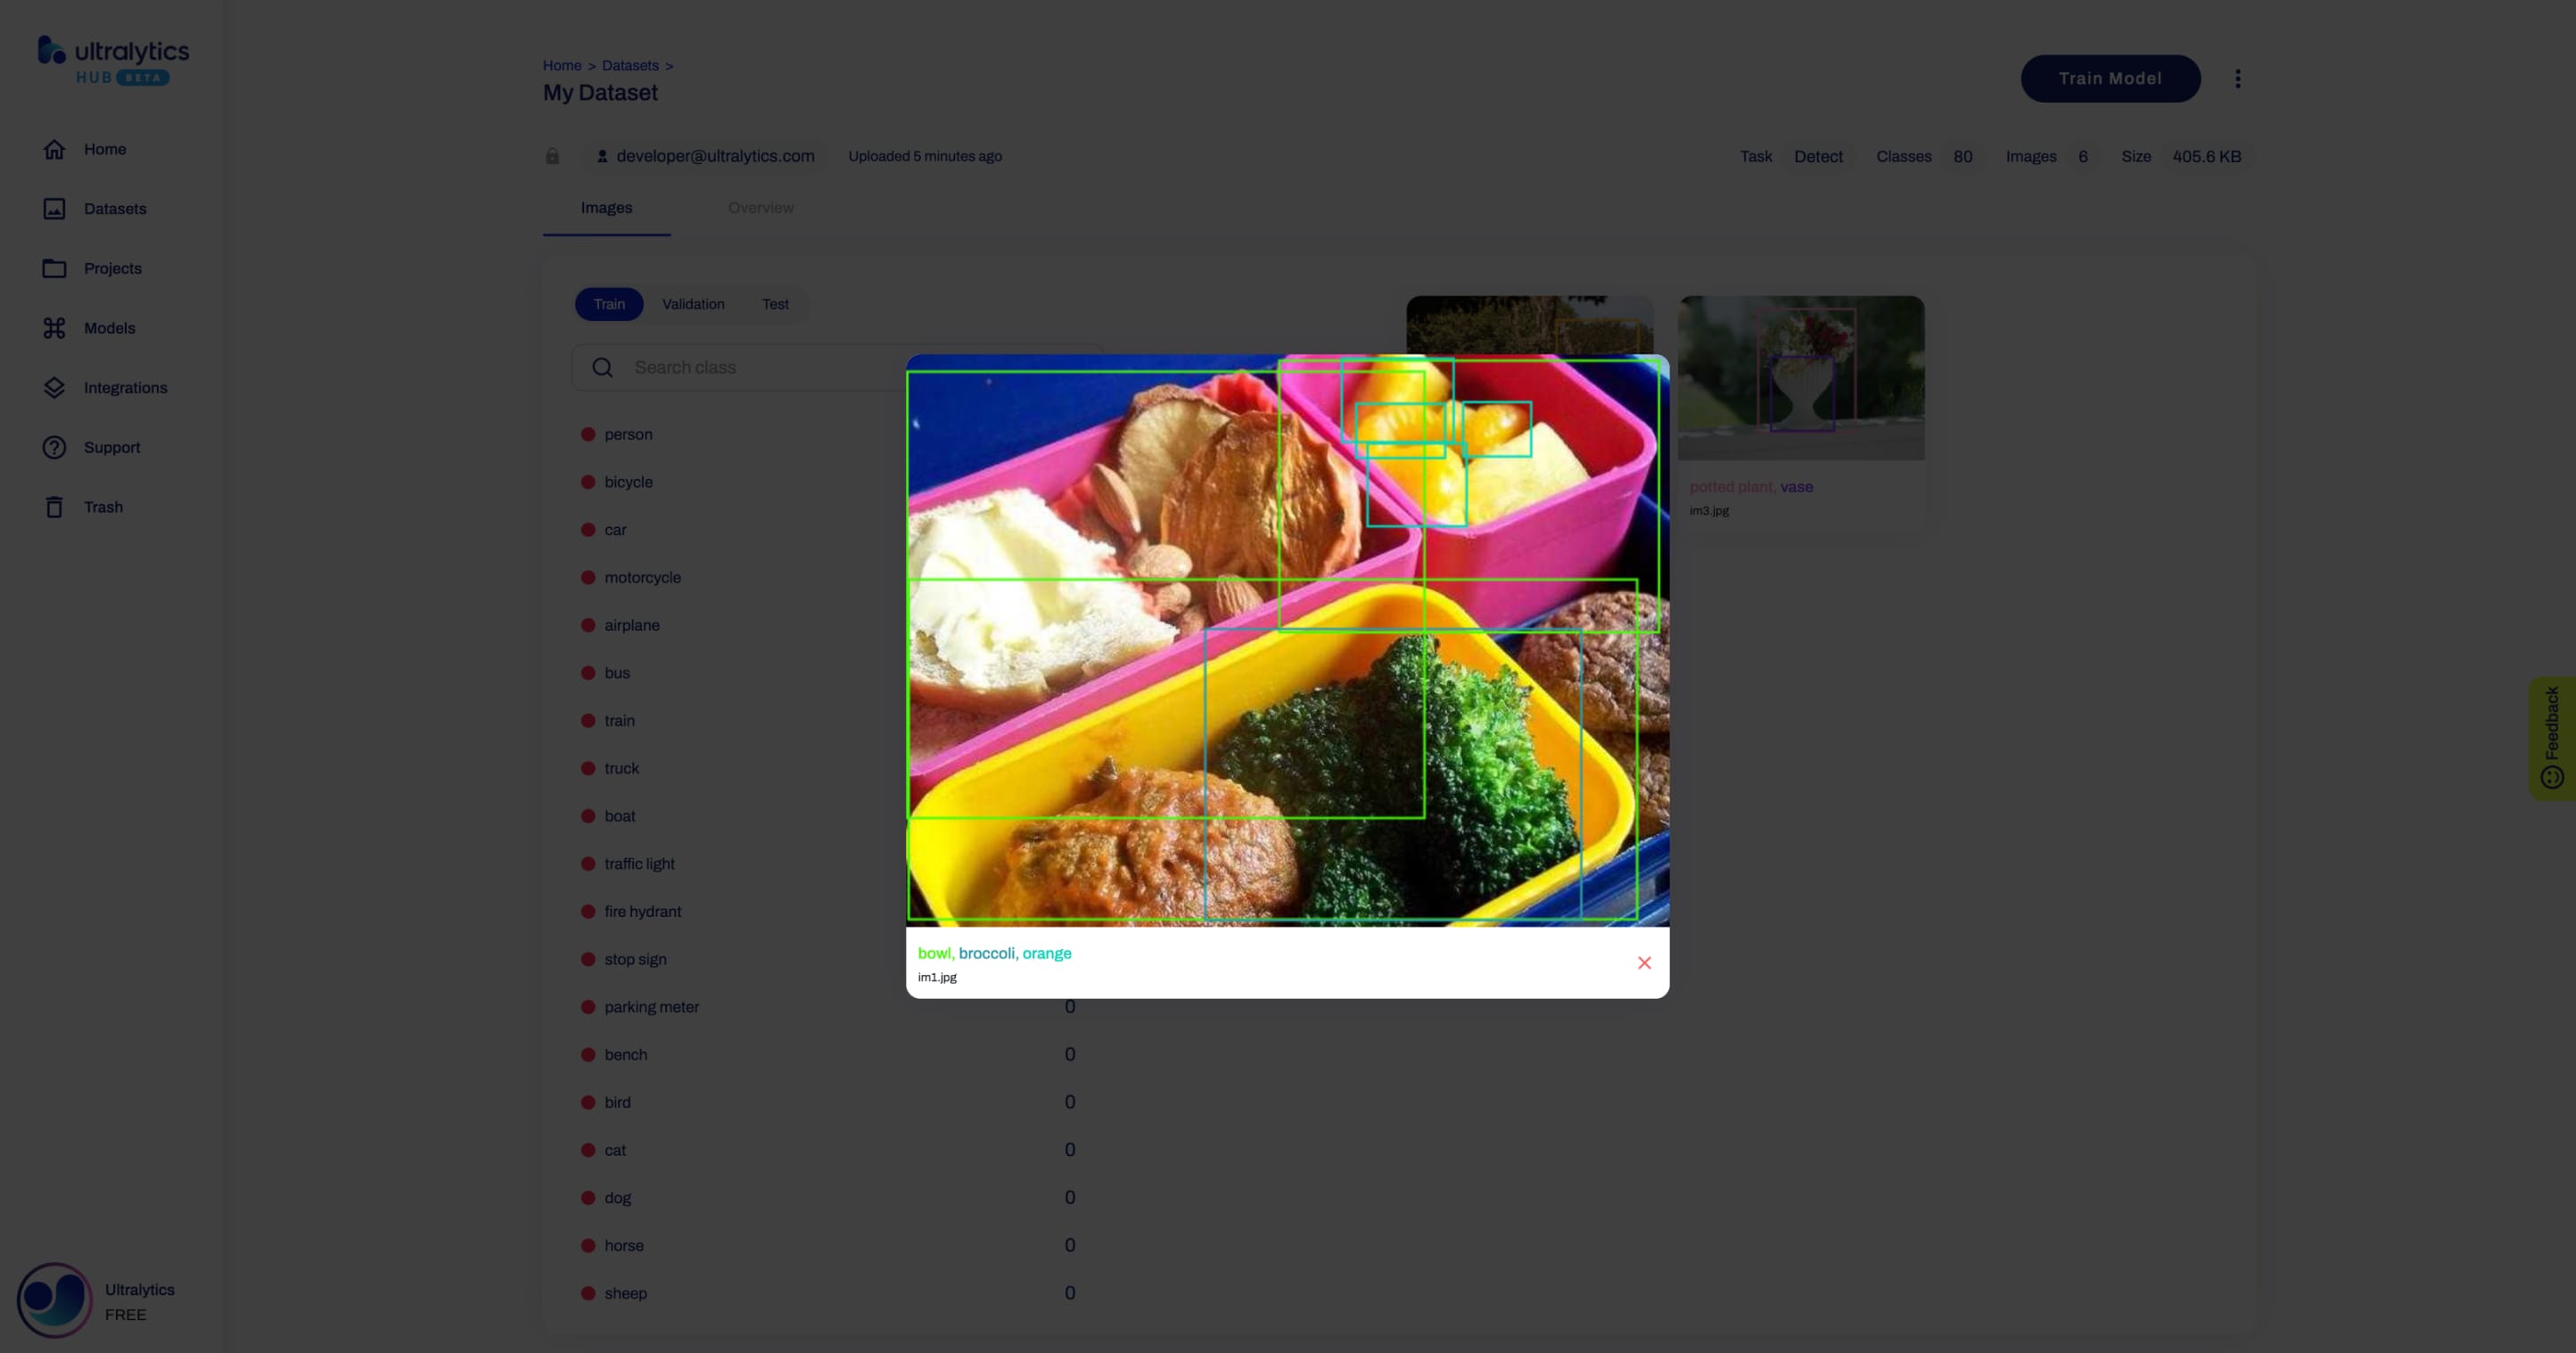 ultralytics
HUB BETA
Home
Datasets
Projects
Models
Integrations
Support
Trash
Ultralytics
FREE
Home > Datasets >
My Dataset
Train Model
developer@ultralytics.com
Uploaded 5 minutes ago
Task Detect Classes 80 Images 6 Size 405.6 KB
Images Overview
Train Validation Test
Search class
person
bicycle
car
motorcycle
airplane
bus
train
truck
boat
traffic light
fire hydrant
stop sign
parking meter 0
bench 0
bird 0
cat 0
dog 0
horse 0
sheep 0
potted plant, vase
im3.jpg
bowl, broccoli, orange
im1.jpg
Feedback